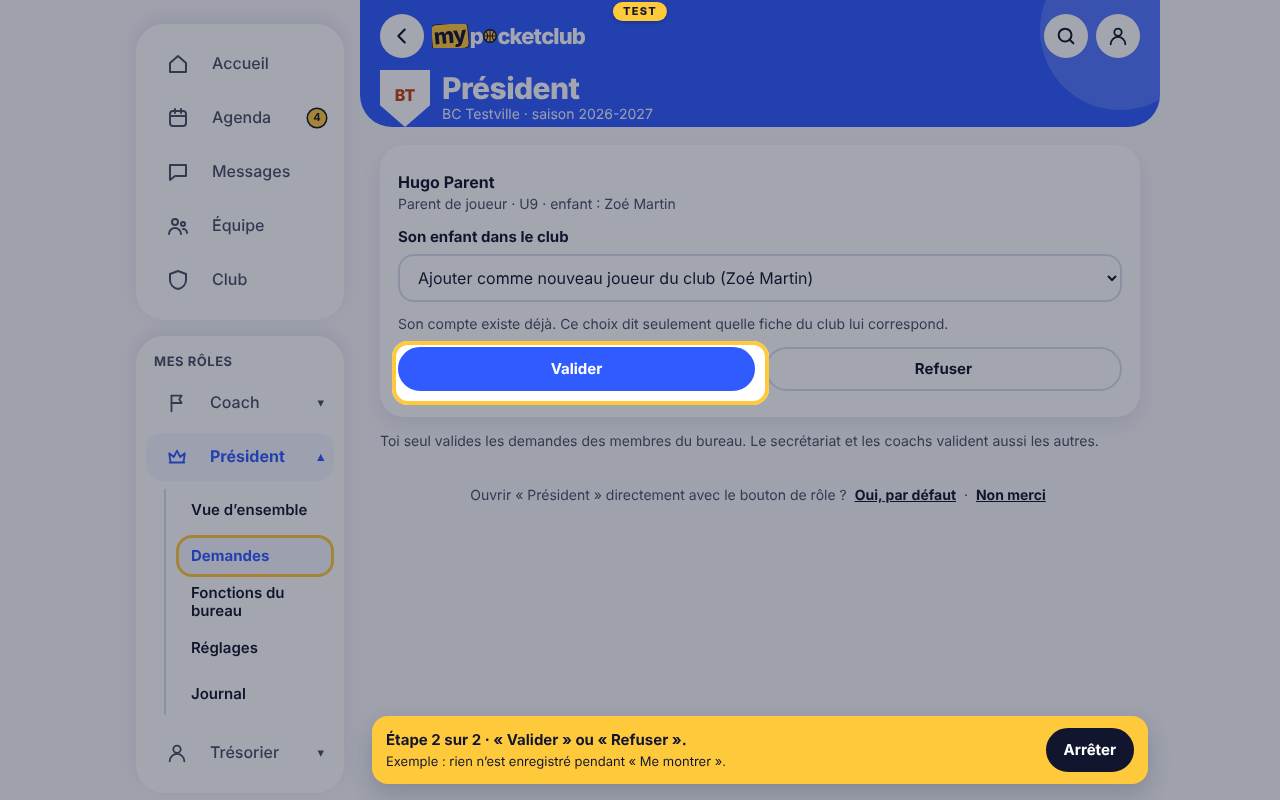 TEST
my pocketclub
BT
Président
BC Testville · saison 2026-2027
Accueil
Agenda
4
Messages
Équipe
Club
MES RÔLES
Coach
Président
Vue d’ensemble
Demandes
Fonctions du
bureau
Réglages
Journal
Trésorier
Hugo Parent
Parent de joueur · U9 · enfant : Zoé Martin
Son enfant dans le club
Ajouter comme nouveau joueur du club (Zoé Martin)
Son compte existe déjà. Ce choix dit seulement quelle fiche du club lui correspond.
Valider
Refuser
Toi seul valides les demandes des membres du bureau. Le secrétariat et les coachs valident aussi les autres.
Ouvrir « Président » directement avec le bouton de rôle ? Oui, par défaut · Non merci
Étape 2 sur 2 · « Valider » ou « Refuser ».
Exemple : rien n’est enregistré pendant « Me montrer ».
Arrêter